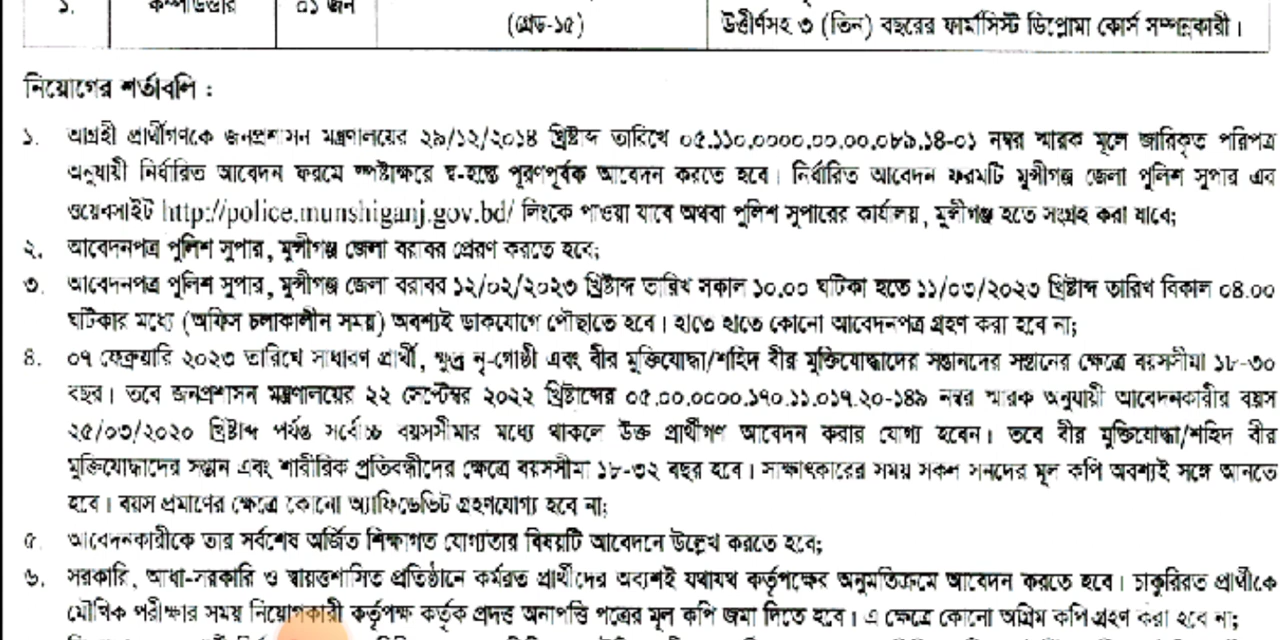 ১. কম্পাউন্ডার ০১ জন (গ্রেড-১৫) উত্তীর্ণসহ ৩ (তিন) বছরের ফার্মাসিস্ট ডিপ্লোমা কোর্স সম্পন্নকারী।
নিয়োগের শর্তাবলি :
১. আগ্রহী প্রার্থীগণকে জনপ্রশাসন মন্ত্রণালয়ের ২৯/১২/২০১৪ খ্রিষ্টাব্দ তারিখে ০৫.১১০.০০০০.০০.০০.০৮৯.১৪-০১ নম্বর স্মারক মূলে জারিকৃত পরিপত্র
অনুযায়ী নির্ধারিত আবেদন ফরমে স্পষ্টাক্ষরে স্ব-হস্তে পূরণপূর্বক আবেদন করতে হবে। নির্ধারিত আবেদন ফরমটি মুন্সীগঞ্জ জেলা পুলিশ সুপার এব
ওয়েবসাইট http://police.munshiganj.gov.bd/ লিংকে পাওয়া যাবে অথবা পুলিশ সুপারের কার্যালয়, মুন্সীগঞ্জ হতে সংগ্রহ করা যাবে;
২. আবেদনপত্র পুলিশ সুপার, মুন্সীগঞ্জ জেলা বরাবর প্রেরণ করতে হবে;
৩. আবেদনপত্র পুলিশ সুপার, মুন্সীগঞ্জ জেলা বরাবর ১২/০২/২০২৩ খ্রিষ্টাব্দ তারিখ সকাল ১০.০০ ঘটিকা হতে ১১/০৩/২০২৩ খ্রিষ্টাব্দ তারিখ বিকাল ০৪.০০
ঘটিকার মধ্যে (অফিস চলাকালীন সময়) অবশ্যই ডাকযোগে পৌঁছাতে হবে। হাতে হাতে কোনো আবেদনপত্র গ্রহণ করা হবে না;
৪. ০৭ ফেব্রুয়ারি ২০২৩ তারিখে সাধারণ প্রার্থী, ক্ষুদ্র নৃ-গোষ্ঠী এবং বীর মুক্তিযোদ্ধা/শহিদ বীর মুক্তিযোদ্ধাদের সন্তানদের সন্তানের ক্ষেত্রে বয়সসীমা ১৮-৩০
বছর। তবে জনপ্রশাসন মন্ত্রণালয়ের ২২ সেপ্টেম্বর ২০২২ খ্রিষ্টাব্দের ০৫.০০.০০০০.১৭০.১১.০১৭.২০-১৪৯ নম্বর স্মারক অনুযায়ী আবেদনকারীর বয়স
২৫/০৩/২০২০ খ্রিষ্টাব্দ পর্যন্ত সর্বোচ্চ বয়সসীমার মধ্যে থাকলে উক্ত প্রার্থীগণ আবেদন করার যোগ্য হবেন। তবে বীর মুক্তিযোদ্ধা/শহিদ বীর
মুক্তিযোদ্ধাদের সন্তান এবং শারীরিক প্রতিবন্ধীদের ক্ষেত্রে বয়সসীমা ১৮-৩২ বছর হবে। সাক্ষাৎকারের সময় সকল সনদের মূল কপি অবশ্যই সঙ্গে আনতে
হবে। বয়স প্রমাণের ক্ষেত্রে কোনো অ্যাফিডেভিট গ্রহণযোগ্য হবে না;
৫. আবেদনকারীকে তার সর্বশেষ অর্জিত শিক্ষাগত যোগ্যতার বিষয়টি আবেদনে উল্লেখ করতে হবে;
৬. সরকারি, আধা-সরকারি ও স্বায়ত্তশাসিত প্রতিষ্ঠানে কর্মরত প্রার্থীদের অবশ্যই যথাযথ কর্তৃপক্ষের অনুমতিক্রমে আবেদন করতে হবে। চাকুরিরত প্রার্থীকে
মৌখিক পরীক্ষার সময় নিয়োগকারী কর্তৃপক্ষ কর্তৃক প্রদত্ত অনাপত্তি পত্রের মূল কপি জমা দিতে হবে। এ ক্ষেত্রে কোনো অগ্রিম কপি গ্রহণ করা হবে না;